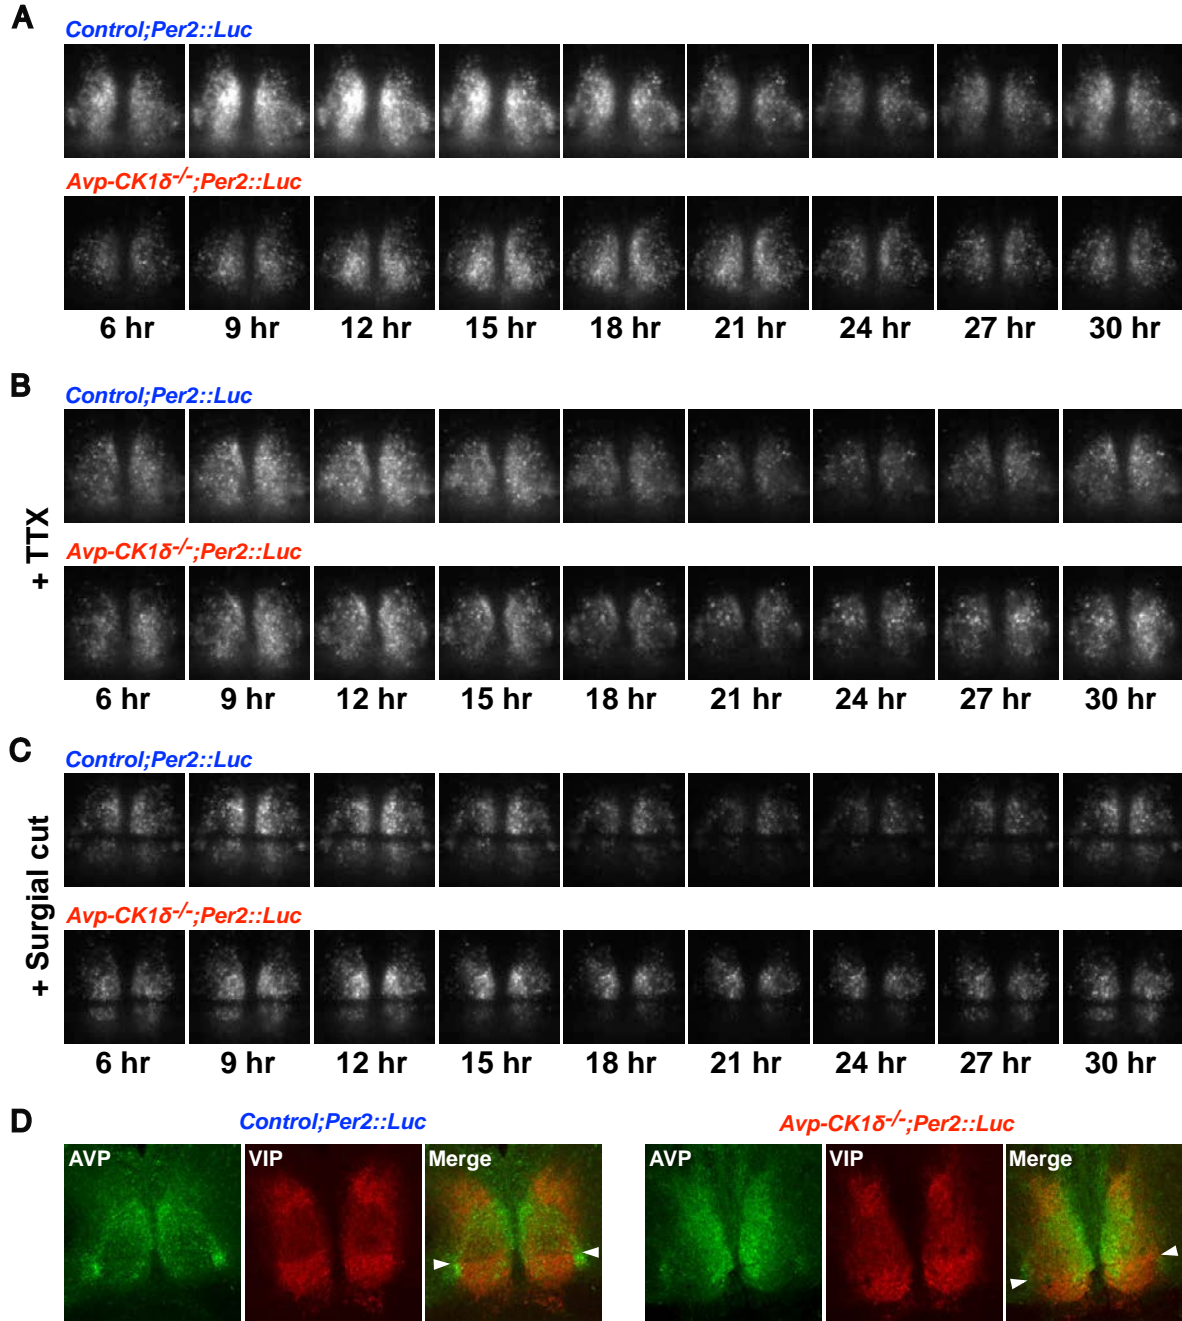 A
Control;Per2::Luc
Avp-CK1δ-/-;Per2::Luc
6 hr 9 hr 12 hr 15 hr 18 hr 21 hr 24 hr 27 hr 30 hr
B
+ TTX
Control;Per2::Luc
Avp-CK1δ-/-;Per2::Luc
6 hr 9 hr 12 hr 15 hr 18 hr 21 hr 24 hr 27 hr 30 hr
C
+ Surgial cut
Control;Per2::Luc
Avp-CK1δ-/-;Per2::Luc
6 hr 9 hr 12 hr 15 hr 18 hr 21 hr 24 hr 27 hr 30 hr
D
Control;Per2::Luc Avp-CK1δ-/-;Per2::Luc
AVP VIP Merge AVP VIP Merge